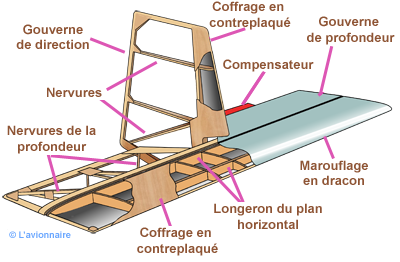 Coffrage en
contreplaqué
Gouverne
de direction
Gouverne
de profondeur
Compensateur
Nervures
Nervures de la
profondeur
Marouflage
en dracon
Longeron du plan
horizontal
Coffrage en
contreplaqué
© L'avionnaire